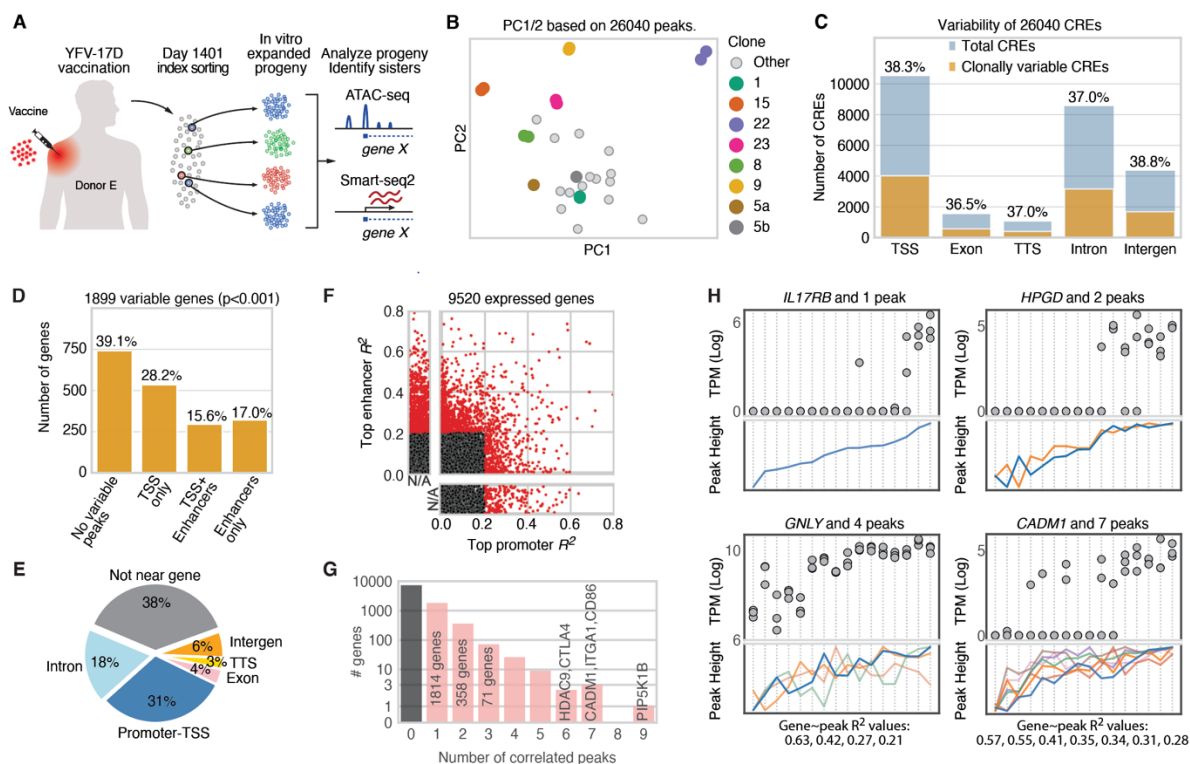 A
YFV-17D
vaccination
Day 1401
index sorting
In vitro
expanded
progeny
Analyze progeny
Identify sisters
ATAC-seq
gene X
Smart-seq2
gene X
Vaccine
Donor E
B
PC1/2 based on 26040 peaks.
PC2
PC1
Clone
Other
1
15
22
23
8
9
5a
5b
C
Variability of 26040 CREs
Total CREs
Clonally variable CREs
Number of CREs
10000
8000
6000
4000
2000
0
38.3%
36.5%
37.0%
37.0%
38.8%
TSS
Exon
TTS
Intron
Intergen
D
1899 variable genes (p<0.001)
Number of genes
750
500
250
0
39.1%
28.2%
15.6%
17.0%
No variable
peaks
TSS
only
TSS+
Enhancers
Enhancers
only
E
Not near gene
38%
Intergen
6%
TTS
3%
Exon
4%
Intron
18%
31%
Promoter-TSS
F
9520 expressed genes
Top enhancer R²
0.8
0.6
0.4
0.2
0.0
N/A
N/A
0.0
0.2
0.4
0.6
0.8
Top promoter R²
G
# genes
10000
1000
100
10
3
1
0
1814 genes
358 genes
71 genes
HDAC9,CTLA4
CADM1,ITGA1,CD86
PIP5K1B
0 1 2 3 4 5 6 7 8 9
Number of correlated peaks
H
IL17RB and 1 peak
TPM (Log)
6
0
Peak Height
HPGD and 2 peaks
TPM (Log)
5
0
Peak Height
GNLY and 4 peaks
TPM (Log)
10
6
Peak Height
Gene~peak R² values:
0.63, 0.42, 0.27, 0.21
CADM1 and 7 peaks
TPM (Log)
5
0
Peak Height
Gene~peak R² values:
0.57, 0.55, 0.41, 0.35, 0.34, 0.31, 0.28